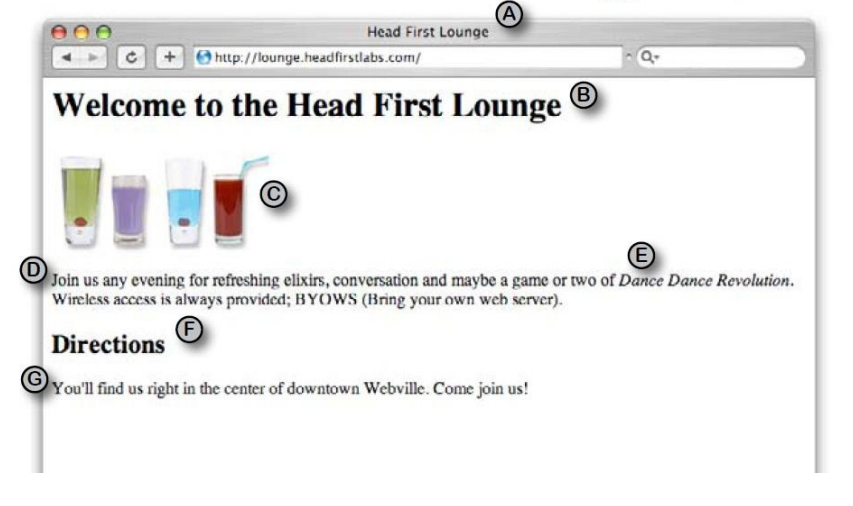 A
Head First Lounge
http://lounge.headfirstlabs.com/
Welcome to the Head First Lounge B
C
E
D Join us any evening for refreshing elixirs, conversation and maybe a game or two of Dance Dance Revolution.
Wireless access is always provided; BYOWS (Bring your own web server).
Directions F
G You'll find us right in the center of downtown Webville. Come join us!